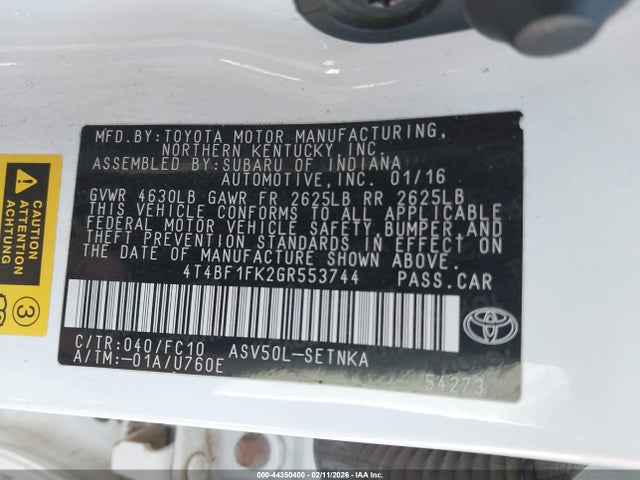 MFD.BY:TOYOTA MOTOR MANUFACTURING,
NORTHERN KENTUCKY, INC.
ASSEMBLED BY:SUBARU OF INDIANA
AUTOMOTIVE,INC. 01/16
GVWR 4630LB GAWR FR 2625LB RR 2625LB
THIS VEHICLE CONFORMS TO ALL APPLICABLE
FEDERAL MOTOR VEHICLE SAFETY, BUMPER, AND
THEFT PREVENTION STANDARDS IN EFFECT ON
THE DATE OF MANUFACTURE SHOWN ABOVE.
4T4BF1FK2GR553744 PASS.CAR
C/TR:040/FC10 ASV50L-SETNKA
A/TM:-01A/U760E
54273
TOYOTA
CAUTION
ACHTUNG
ATTENTION
3
000-44350400 - 02/11/2026 - IAA Inc.